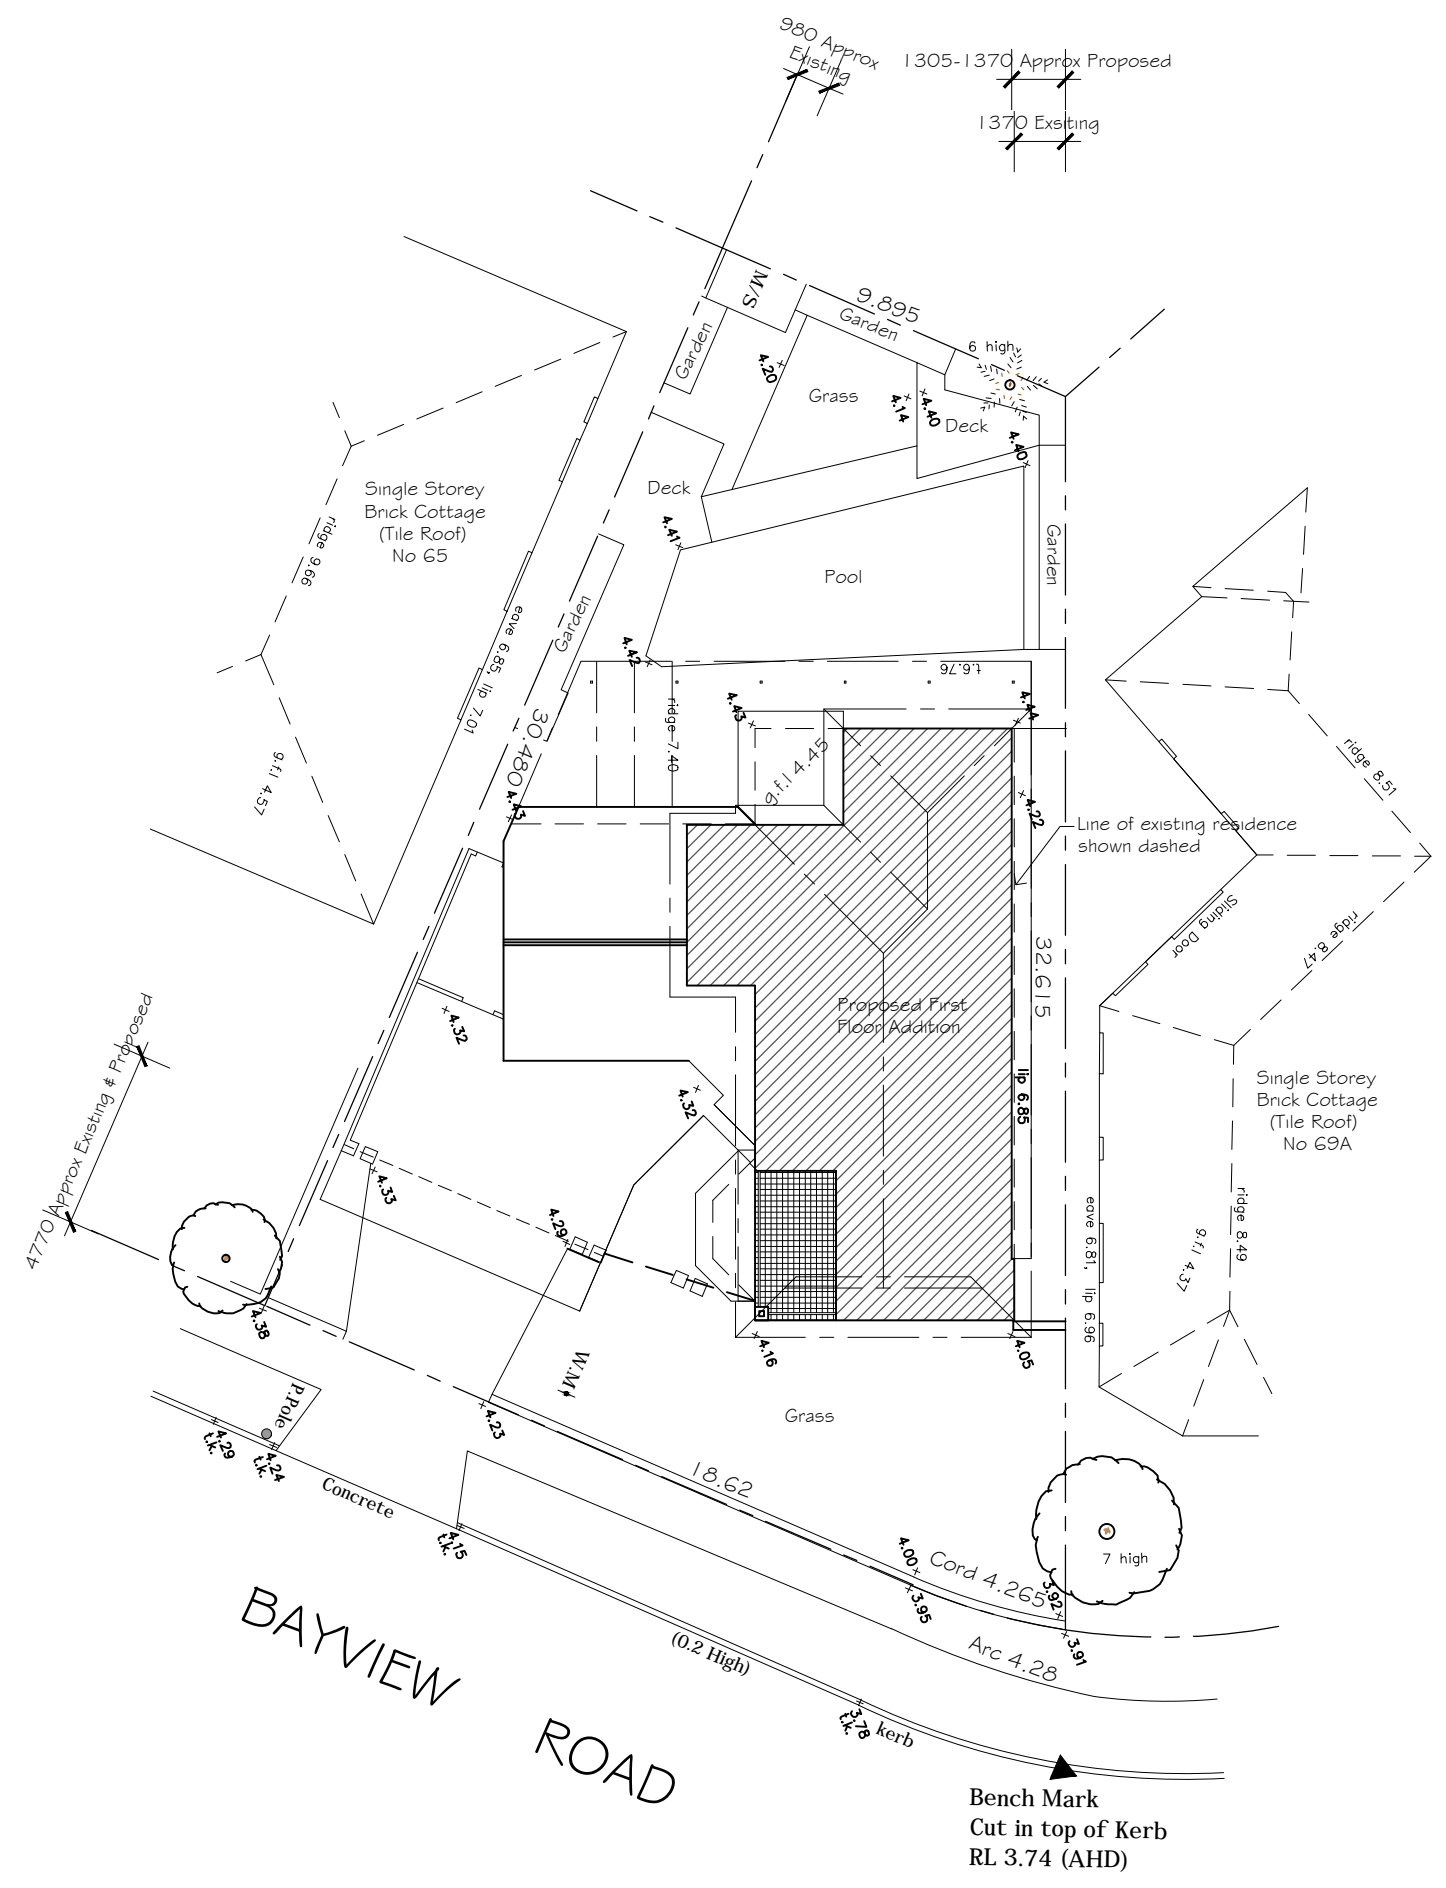 980 Approx
Existing
1305-1370 Approx Proposed
1370 Exsiting
M/S
9.895
Garden
6 high
Garden
4.20
Grass
4.14
4.40
Deck
4.40
Single Storey
Brick Cottage
(Tile Roof)
No 65
ridge 9.66
Deck
4.41
Garden
Pool
Garden
eave 6.85, lip 7.01
4.42
t.6.76
30.480
ridge 7.40
4.43
4.44
g.f.l 4.45
g.f.l 4.57
4.43
4.22
Line of existing residence
shown dashed
ridge 8.51
Sliding Door
ridge 8.47
32.615
Proposed First
Floor Addition
4.32
4.32
lip 6.85
Single Storey
Brick Cottage
(Tile Roof)
No 69A
4770 Approx Existing & Proposed
4.33
4.29
eave 6.81, lip 6.96
g.f.l 4.37
ridge 8.49
4.38
4.16
4.05
W.M
P.Pole
4.23
Grass
4.29
t.k.
4.24
t.k.
Concrete
18.62
4.15
t.k.
4.00
Cord 4.265
3.92
7 high
3.95
Arc 4.28
3.91
BAYVIEW ROAD
(0.2 High)
3.78
t.k.
kerb
Bench Mark
Cut in top of Kerb
RL 3.74 (AHD)